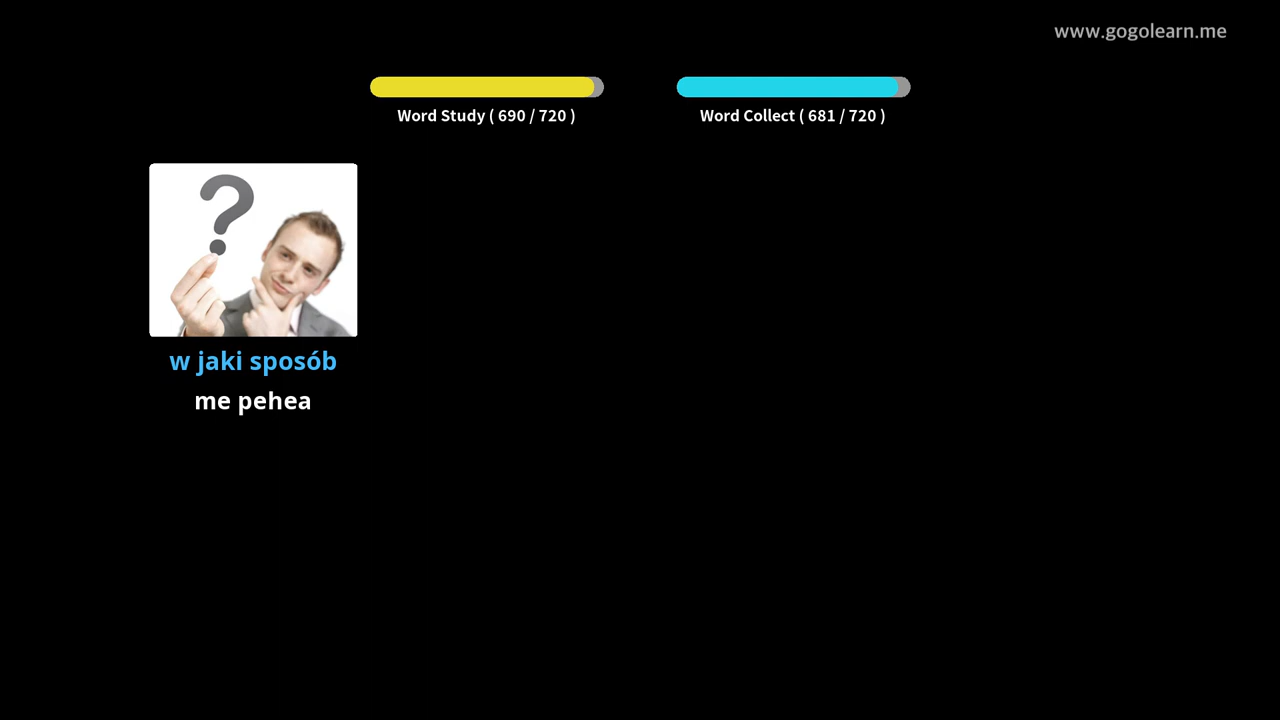 www.gogolearn.me
Word Study ( 690 / 720 )
Word Collect ( 681 / 720 )
?
w jaki sposób
me pehea